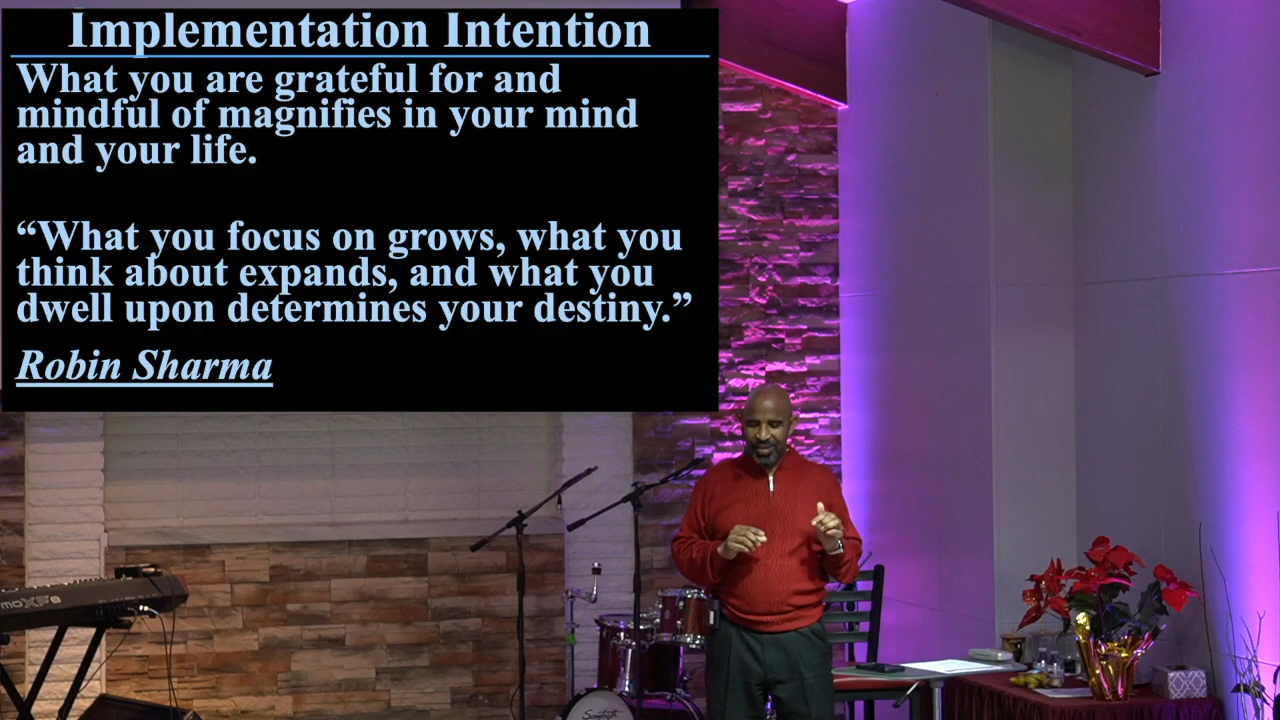 Implementation Intention
What you are grateful for and
mindful of magnifies in your mind
and your life.
“What you focus on grows, what you
think about expands, and what you
dwell upon determines your destiny.”
Robin Sharma
MOXF8